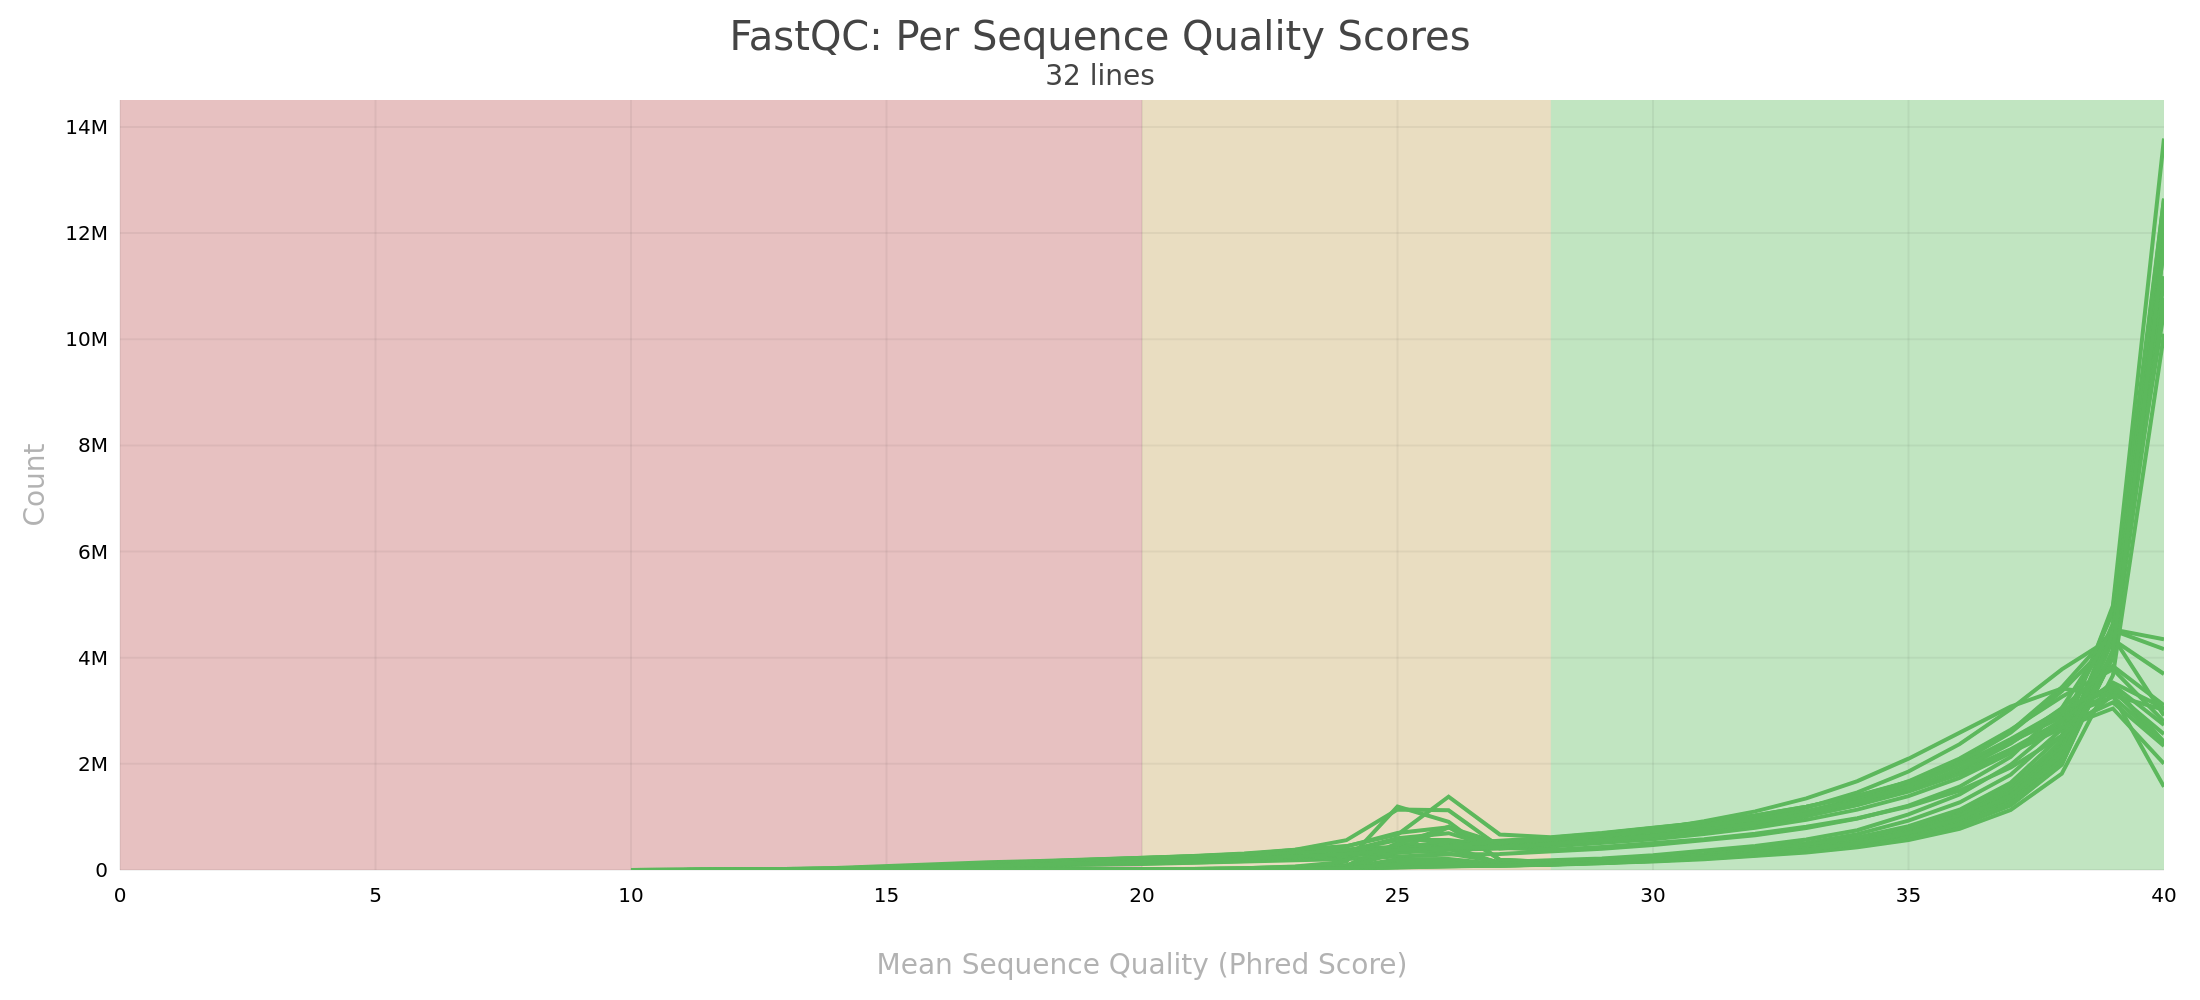 FastQC: Per Sequence Quality Scores
32 lines
14M
12M
10M
8M
6M
4M
2M
0
Count
0 5 10 15 20 25 30 35 40
Mean Sequence Quality (Phred Score)